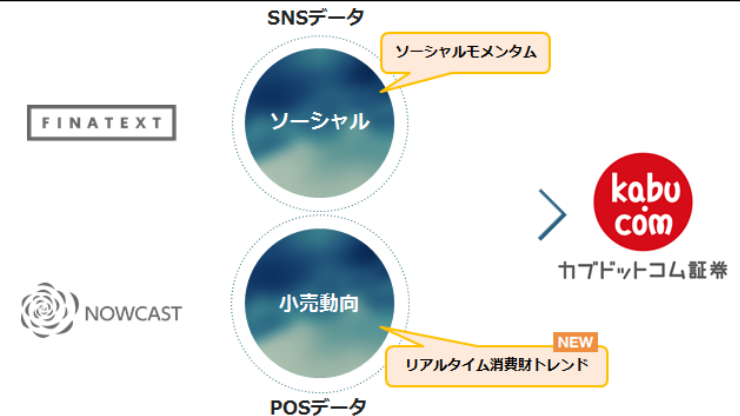 SNSデータ
ソーシャルモメンタム
FINATEXT
ソーシャル
kabu.
com
カブドットコム証券
NOWCAST
小売動向
NEW
リアルタイム消費財トレンド
POSデータ